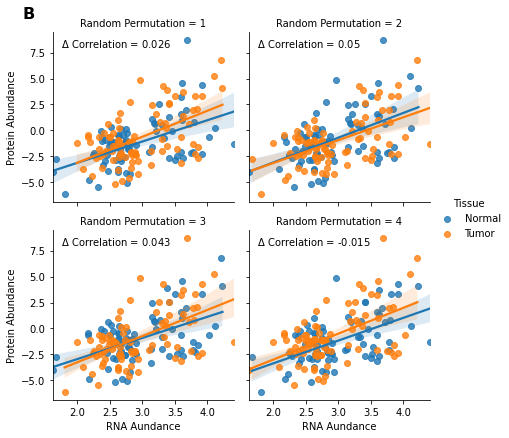 B
Random Permutation = 1
Random Permutation = 2
Δ Correlation = 0.026
Δ Correlation = 0.05
7.5
5.0
2.5
0.0
−2.5
−5.0
Protein Abundance
Random Permutation = 3
Random Permutation = 4
Δ Correlation = 0.043
Δ Correlation = -0.015
7.5
5.0
2.5
0.0
−2.5
−5.0
Protein Abundance
2.0 2.5 3.0 3.5 4.0
2.0 2.5 3.0 3.5 4.0
RNA Aundance
RNA Aundance
Tissue
Normal
Tumor